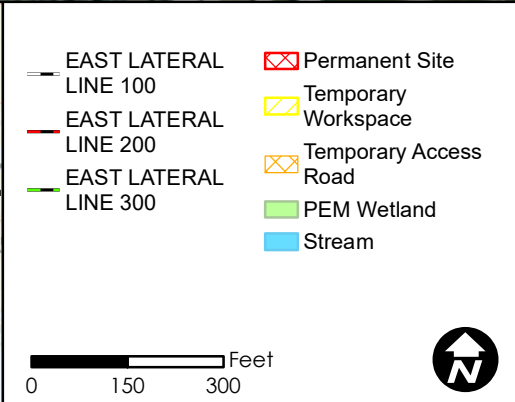 EAST LATERAL
LINE 100
EAST LATERAL
LINE 200
EAST LATERAL
LINE 300
Permanent Site
Temporary
Workspace
Temporary Access
Road
PEM Wetland
Stream
Feet
0 150 300
N